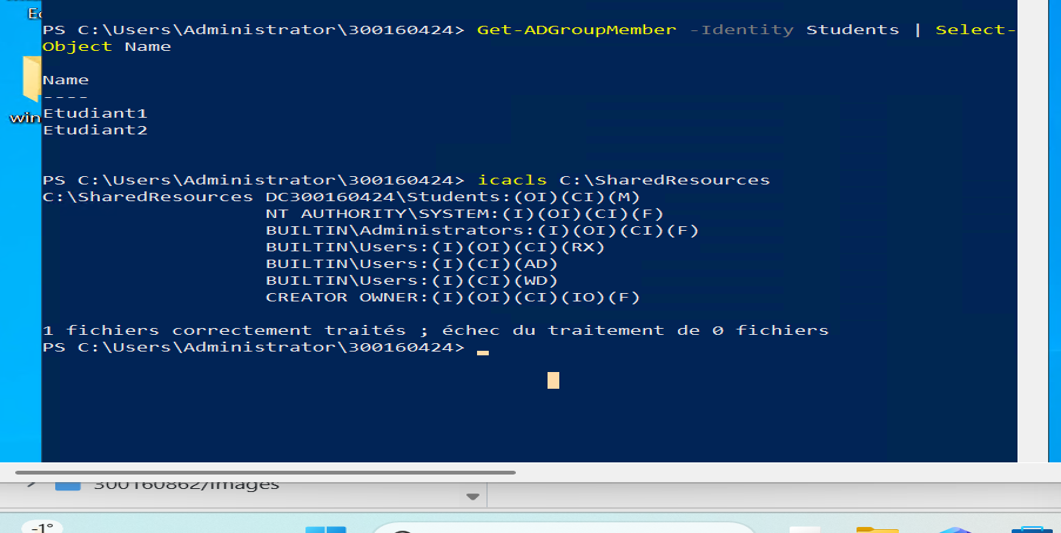 PS C:\Users\Administrator\300160424> Get-ADGroupMember -Identity Students | Select-
Object Name
Name
----
Etudiant1
win
Etudiant2
PS C:\Users\Administrator\300160424> icacls C:\SharedResources
C:\SharedResources DC300160424\Students:(OI)(CI)(M)
NT AUTHORITY\SYSTEM:(I)(OI)(CI)(F)
BUILTIN\Administrators:(I)(OI)(CI)(F)
BUILTIN\Users:(I)(OI)(CI)(RX)
BUILTIN\Users:(I)(CI)(AD)
BUILTIN\Users:(I)(CI)(WD)
CREATOR OWNER:(I)(OI)(CI)(IO)(F)
1 fichiers correctement traités ; échec du traitement de 0 fichiers
PS C:\Users\Administrator\300160424>
300160862/images
-1°